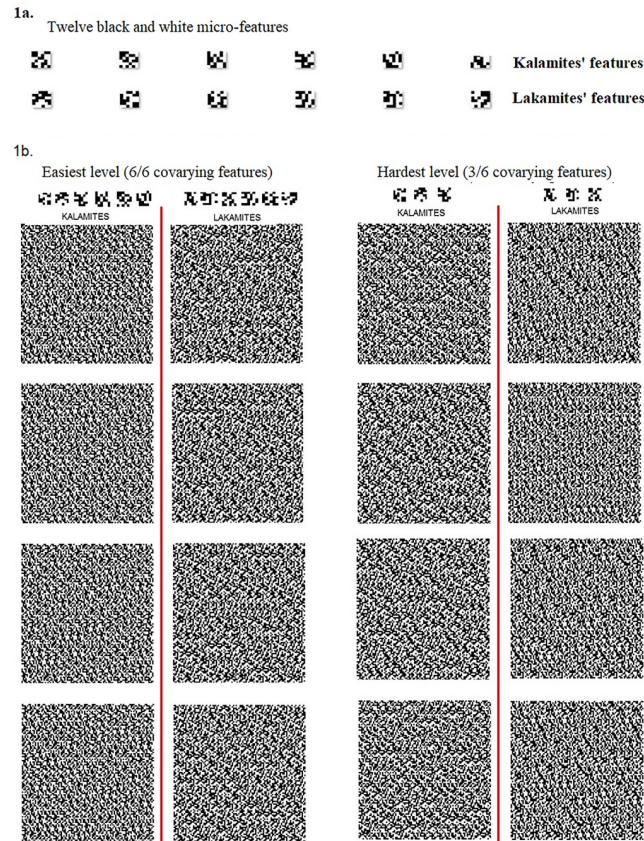 1a.
Twelve black and white micro-features
Kalamites' features
Lakamites' features
1b.
Easiest level (6/6 covarying features)
Hardest level (3/6 covarying features)
KALAMITES
LAKAMITES
KALAMITES
LAKAMITES